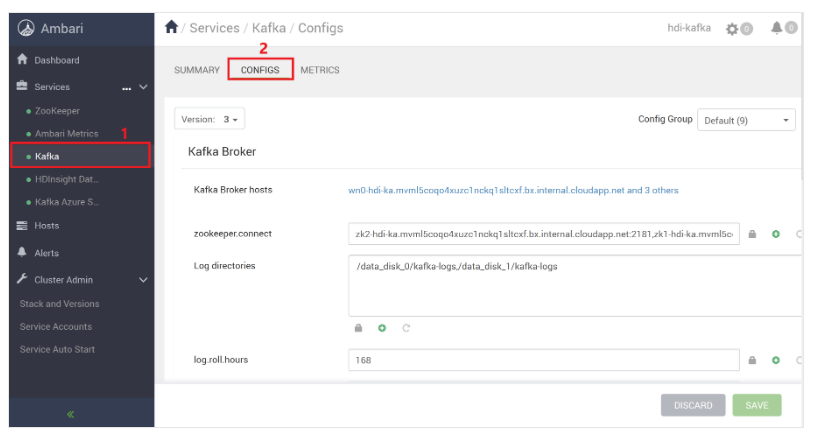 Ambari
/ Services / Kafka / Configs
hdi-kafka
0
0
2
Dashboard
Services
...
ZooKeeper
Ambari Metrics
1
Kafka
HDInsight Dat...
Kafka Azure S...
Hosts
Alerts
Cluster Admin
Stack and Versions
Service Accounts
Service Auto Start
«
SUMMARY CONFIGS METRICS
Version: 3
Config Group Default (9)
Kafka Broker
Kafka Broker hosts
wn0-hdi-ka.mvml5coqo4xuzc1nckq1sltcxf.bx.internal.cloudapp.net and 3 others
zookeeper.connect
zk2-hdi-ka.mvml5coqo4xuzc1nckq1sltcxf.bx.internal.cloudapp.net:2181,zk1-hdi-ka.mvml5c
Log directories
/data_disk_0/kafka-logs,/data_disk_1/kafka-logs
log.roll.hours
168
DISCARD SAVE